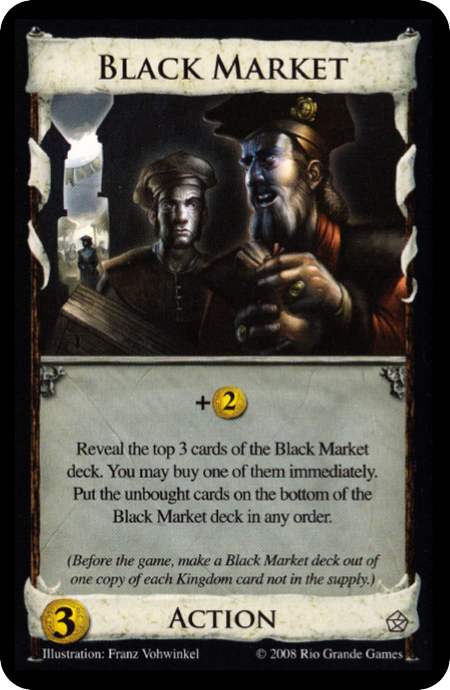 BLACK MARKET
+2
Reveal the top 3 cards of the Black Market
deck. You may buy one of them immediately.
Put the unbought cards on the bottom of the
Black Market deck in any order.
(Before the game, make a Black Market deck out of
one copy of each Kingdom card not in the supply.)
3 ACTION
Illustration: Franz Vohwinkel © 2008 Rio Grande Games